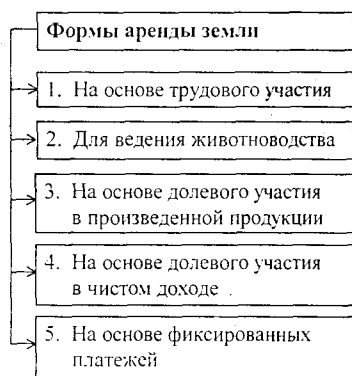 Формы аренды земли
1. На основе трудового участия
2. Для ведения животноводства
3. На основе долевого участия
в произведенной продукции
4. На основе долевого участия
в чистом доходе
5. На основе фиксированных
платежей